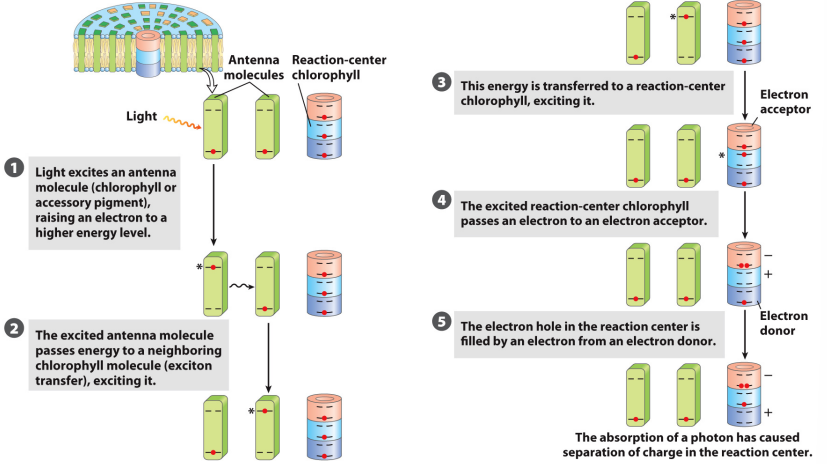 Antenna
molecules
Reaction-center
chlorophyll
Light
1
Light excites an antenna
molecule (chlorophyll or
accessory pigment),
raising an electron to a
higher energy level.
*
2
The excited antenna molecule
passes energy to a neighboring
chlorophyll molecule (exciton
transfer), exciting it.
*
*
3
This energy is transferred to a reaction-center
chlorophyll, exciting it.
Electron
acceptor
*
4
The excited reaction-center chlorophyll
passes an electron to an electron acceptor.
−
+
Electron
donor
5
The electron hole in the reaction center is
filled by an electron from an electron donor.
−
+
The absorption of a photon has caused
separation of charge in the reaction center.